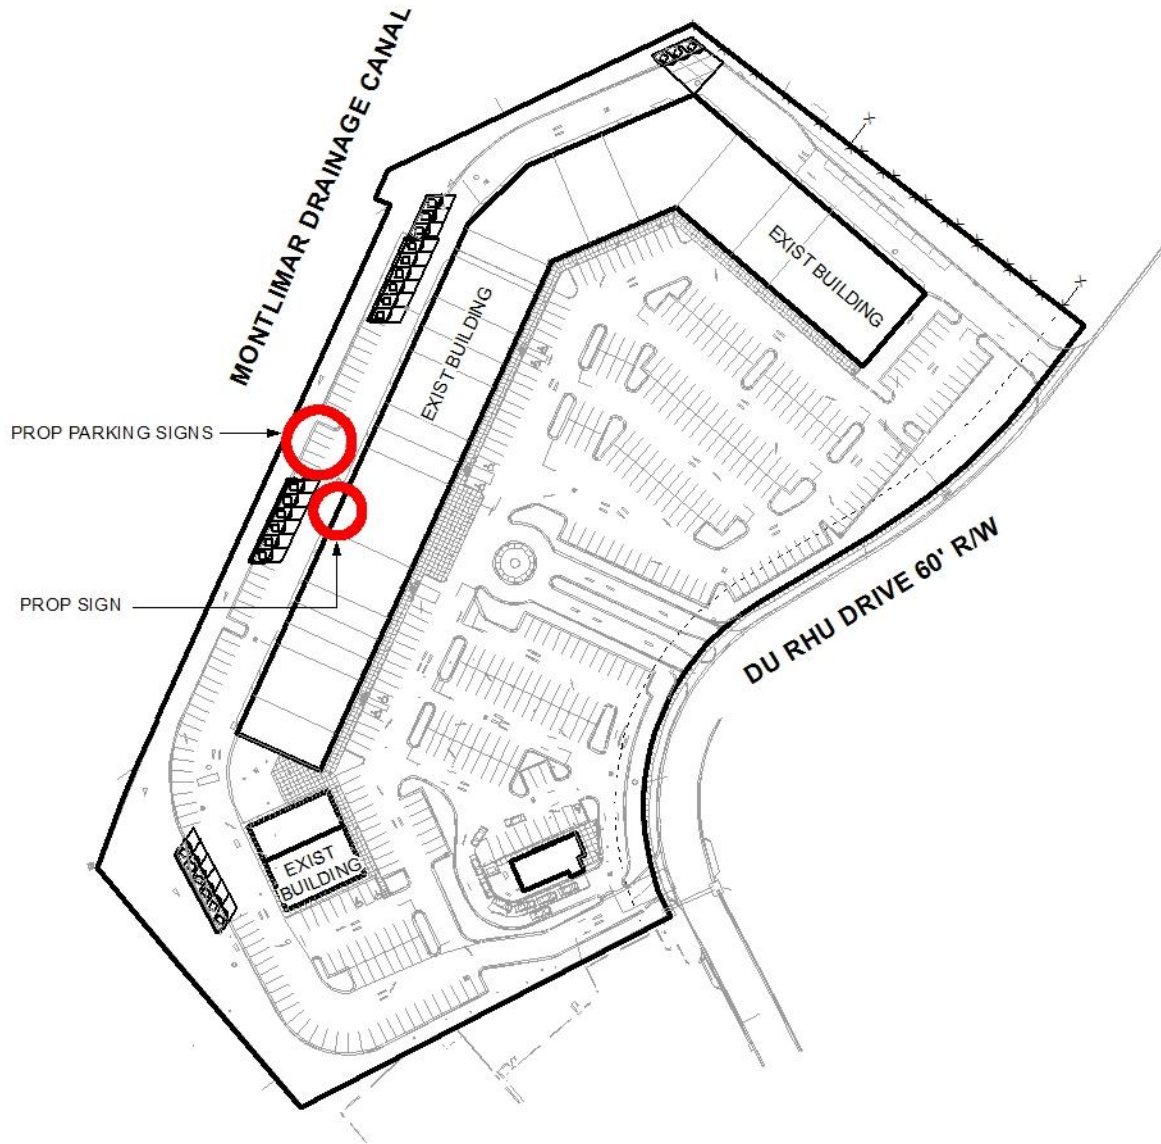 MONTLIMAR DRAINAGE CANAL
EXIST BUILDING
EXIST BUILDING
PROP PARKING SIGNS
PROP SIGN
DU RHU DRIVE 60' R/W
EXIST
BUILDING
X
X